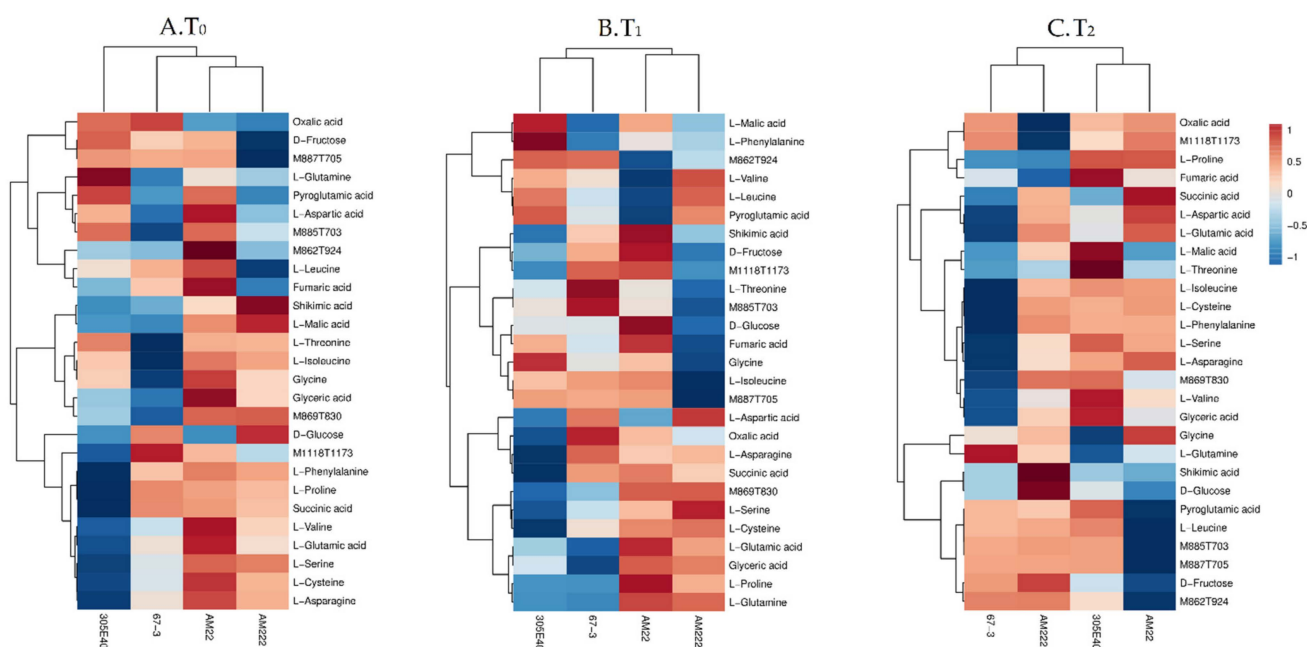 A.T0
Oxalic acid
D-Fructose
M887T705
L-Glutamine
Pyroglutamic acid
L-Aspartic acid
M885T703
M862T924
L-Leucine
Fumaric acid
Shikimic acid
L-Malic acid
L-Threonine
L-Isoleucine
Glycine
Glyceric acid
M869T830
D-Glucose
M1118T1173
L-Phenylalanine
L-Proline
Succinic acid
L-Valine
L-Glutamic acid
L-Serine
L-Cysteine
L-Asparagine
305E40
67-3
AM22
AM222
B.T1
L-Malic acid
L-Phenylalanine
M862T924
L-Valine
L-Leucine
Pyroglutamic acid
Shikimic acid
D-Fructose
M1118T1173
L-Threonine
M885T703
D-Glucose
Fumaric acid
Glycine
L-Isoleucine
M887T705
L-Aspartic acid
Oxalic acid
L-Asparagine
Succinic acid
M869T830
L-Serine
L-Cysteine
L-Glutamic acid
Glyceric acid
L-Proline
L-Glutamine
305E40
67-3
AM22
AM222
C.T2
Oxalic acid
M1118T1173
L-Proline
Fumaric acid
Succinic acid
L-Aspartic acid
L-Glutamic acid
L-Malic acid
L-Threonine
L-Isoleucine
L-Cysteine
L-Phenylalanine
L-Serine
L-Asparagine
M869T830
L-Valine
Glyceric acid
Glycine
L-Glutamine
Shikimic acid
D-Glucose
Pyroglutamic acid
L-Leucine
M885T703
M887T705
D-Fructose
M862T924
67-3
AM222
305E40
AM22
1
0.5
0
-0.5
-1